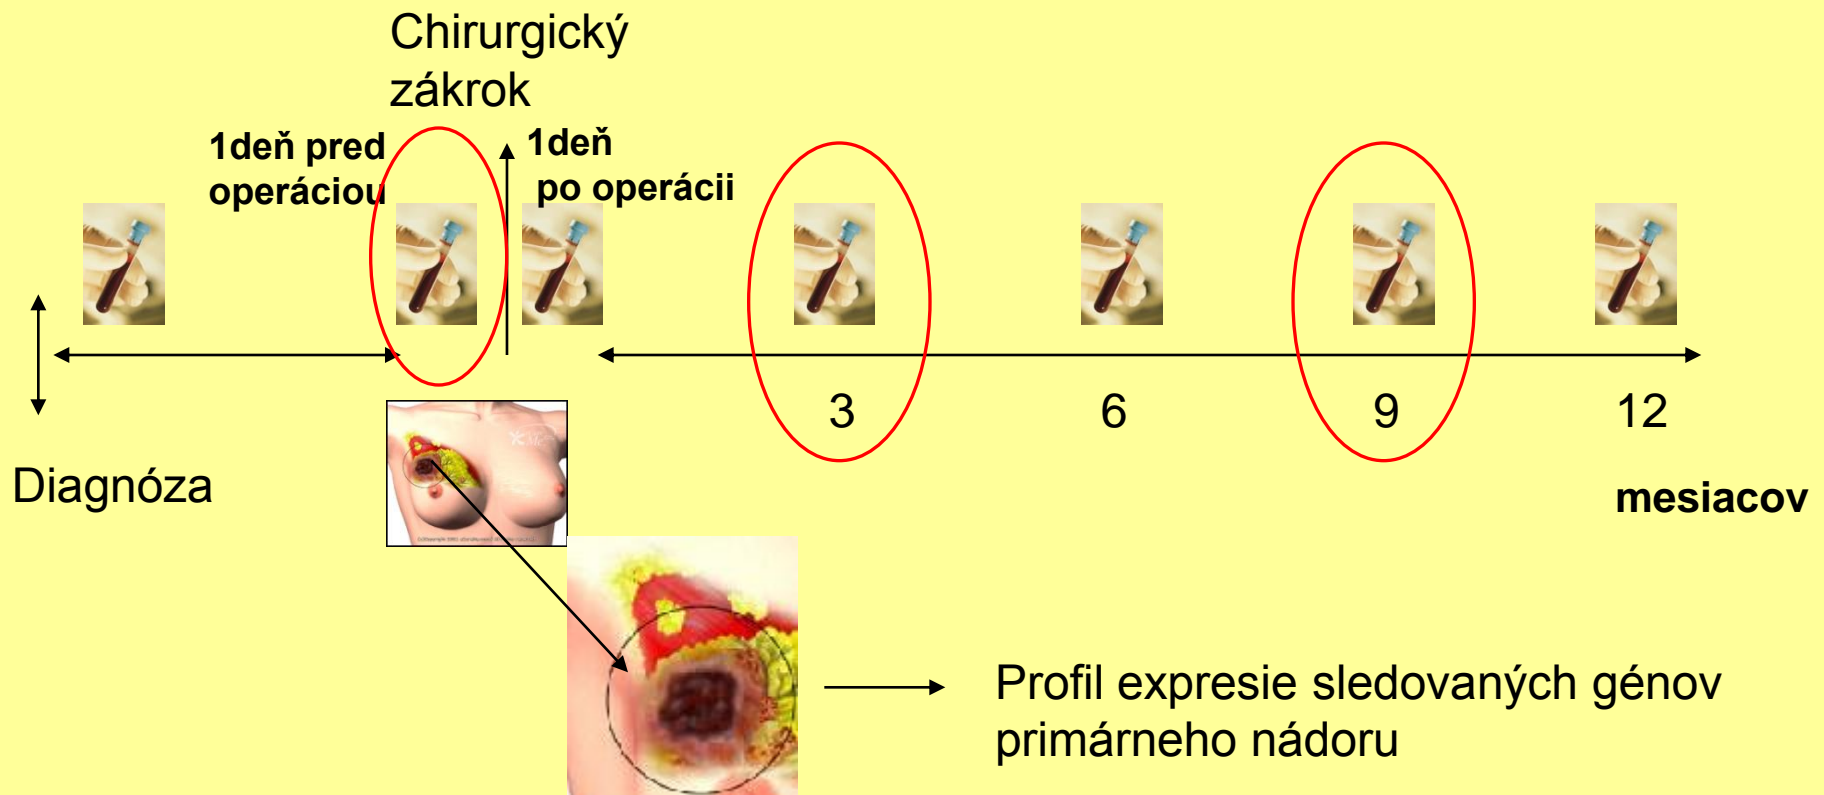 Chirurgický
zákrok
1deň pred
operáciou
1deň
po operácii
3
6
9
12
Diagnóza
mesiacov
Profil expresie sledovaných génov
primárneho nádoru